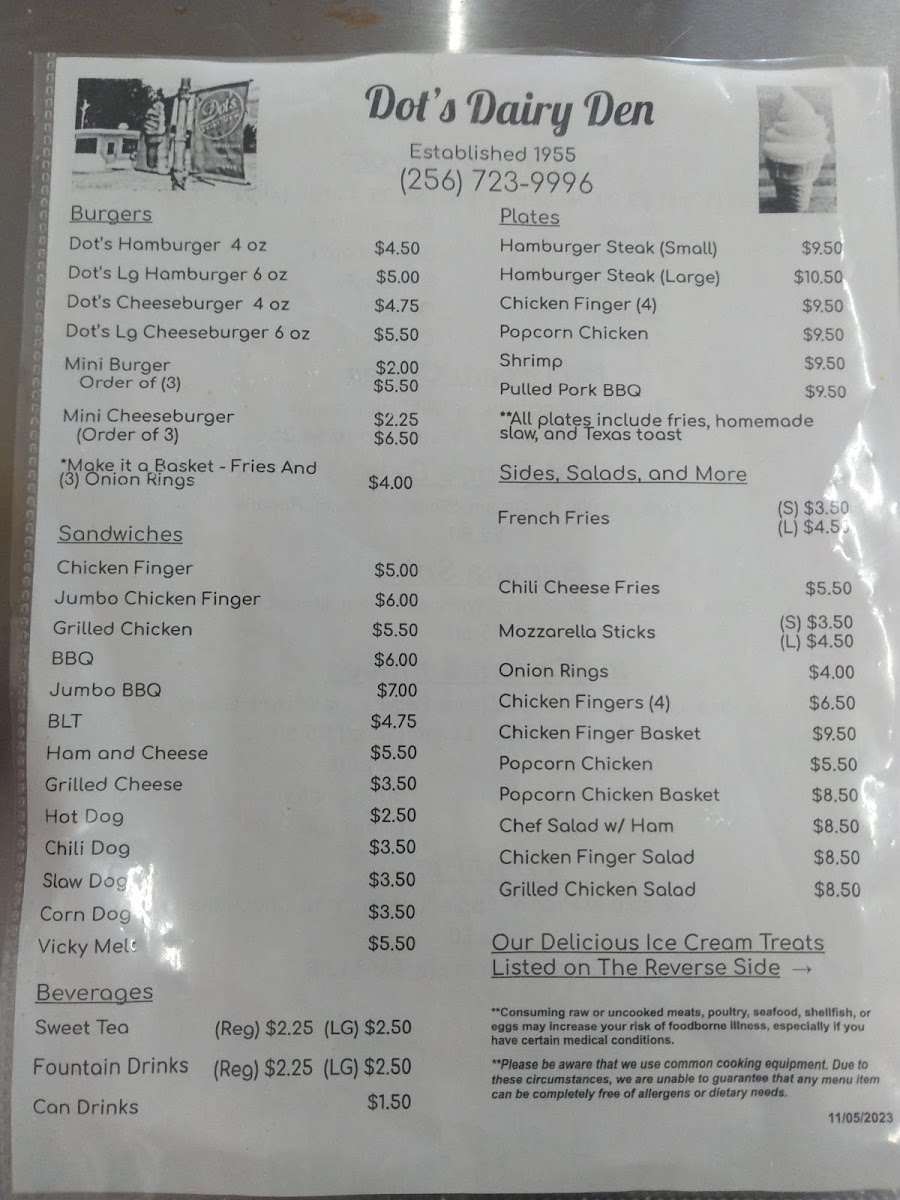 Dot's
Dot's Dairy Den
Established 1955
(256) 723-9996
Burgers
Dot's Hamburger 4 oz $4.50
Dot's Lg Hamburger 6 oz $5.00
Dot's Cheeseburger 4 oz $4.75
Dot's Lg Cheeseburger 6 oz $5.50
Mini Burger $2.00
Order of (3) $5.50
Mini Cheeseburger $2.25
(Order of 3) $6.50
*Make it a Basket - Fries And
(3) Onion Rings $4.00
Sandwiches
Chicken Finger $5.00
Jumbo Chicken Finger $6.00
Grilled Chicken $5.50
BBQ $6.00
Jumbo BBQ $7.00
BLT $4.75
Ham and Cheese $5.50
Grilled Cheese $3.50
Hot Dog $2.50
Chili Dog $3.50
Slaw Dog $3.50
Corn Dog $3.50
Vicky Melt $5.50
Beverages
Sweet Tea (Reg) $2.25 (LG) $2.50
Fountain Drinks (Reg) $2.25 (LG) $2.50
Can Drinks $1.50
Plates
Hamburger Steak (Small) $9.50
Hamburger Steak (Large) $10.50
Chicken Finger (4) $9.50
Popcorn Chicken $9.50
Shrimp $9.50
Pulled Pork BBQ $9.50
**All plates include fries, homemade
slaw, and Texas toast
Sides, Salads, and More
French Fries (S) $3.50
(L) $4.50
Chili Cheese Fries $5.50
Mozzarella Sticks (S) $3.50
(L) $4.50
Onion Rings $4.00
Chicken Fingers (4) $6.50
Chicken Finger Basket $9.50
Popcorn Chicken $5.50
Popcorn Chicken Basket $8.50
Chef Salad w/ Ham $8.50
Chicken Finger Salad $8.50
Grilled Chicken Salad $8.50
Our Delicious Ice Cream Treats
Listed on The Reverse Side →
**Consuming raw or uncooked meats, poultry, seafood, shellfish, or
eggs may increase your risk of foodborne illness, especially if you
have certain medical conditions.
**Please be aware that we use common cooking equipment. Due to
these circumstances, we are unable to guarantee that any menu item
can be completely free of allergens or dietary needs.
11/05/2023